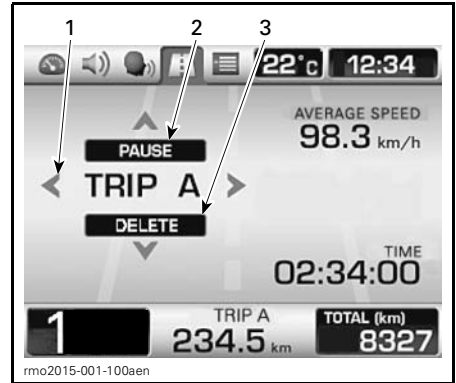 1 2 3
22°c 12:34
AVERAGE SPEED
98.3 km/h
PAUSE
TRIP A
DELETE
TIME
02:34:00
1
TRIP A
234.5 km
TOTAL (km)
8327
rmo2015-001-100aen